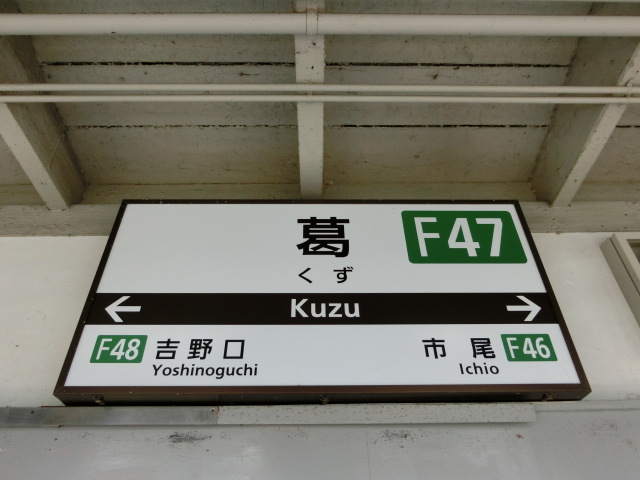 葛 F47
くず
← Kuzu →
F48 吉野口 市尾 F46
Yoshinoguchi Ichio